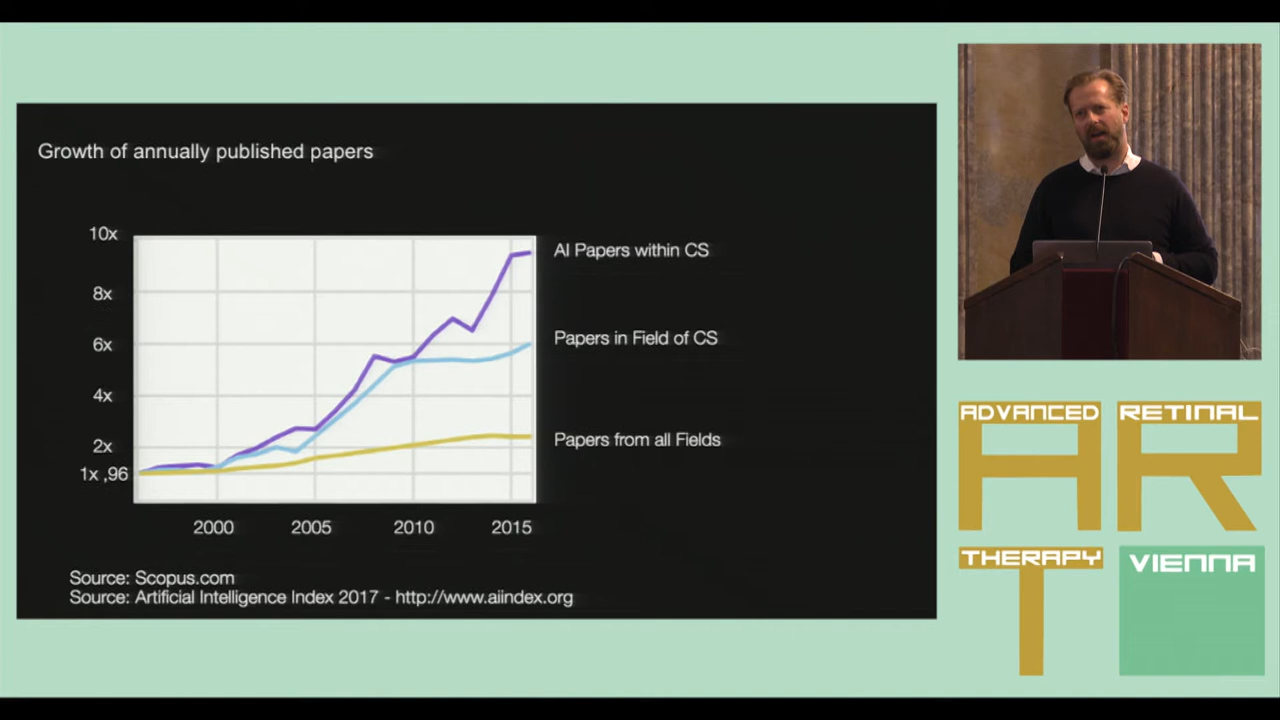 Growth of annually published papers
10x
8x
6x
4x
2x
1x ,96
2000 2005 2010 2015
AI Papers within CS
Papers in Field of CS
Papers from all Fields
Source: Scopus.com
Source: Artificial Intelligence Index 2017 - http://www.aiindex.org
ADVANCED RETINAL
A R
THERAPY VIENNA
T